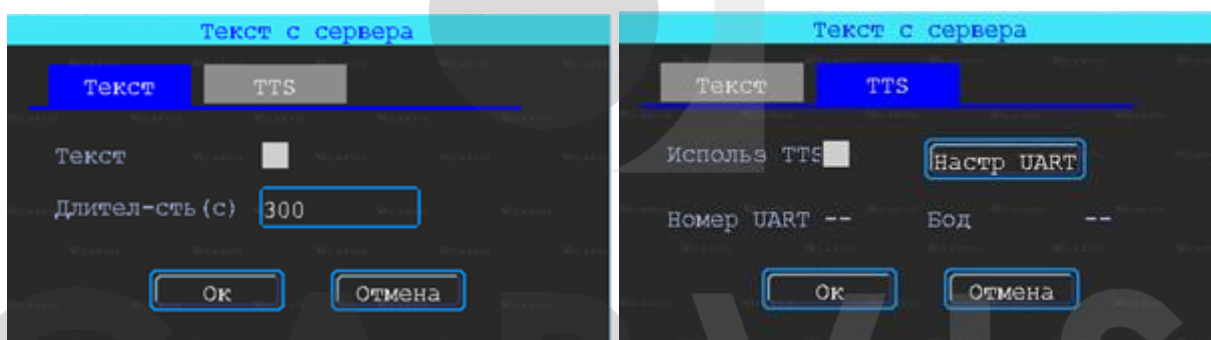 Текст с сервера
Текст TTS
Текст
Длител-сть(с) 300
Ок Отмена
Текст с сервера
Текст TTS
Использ TTS Настр UART
Номер UART -- Бод --
Ок Отмена